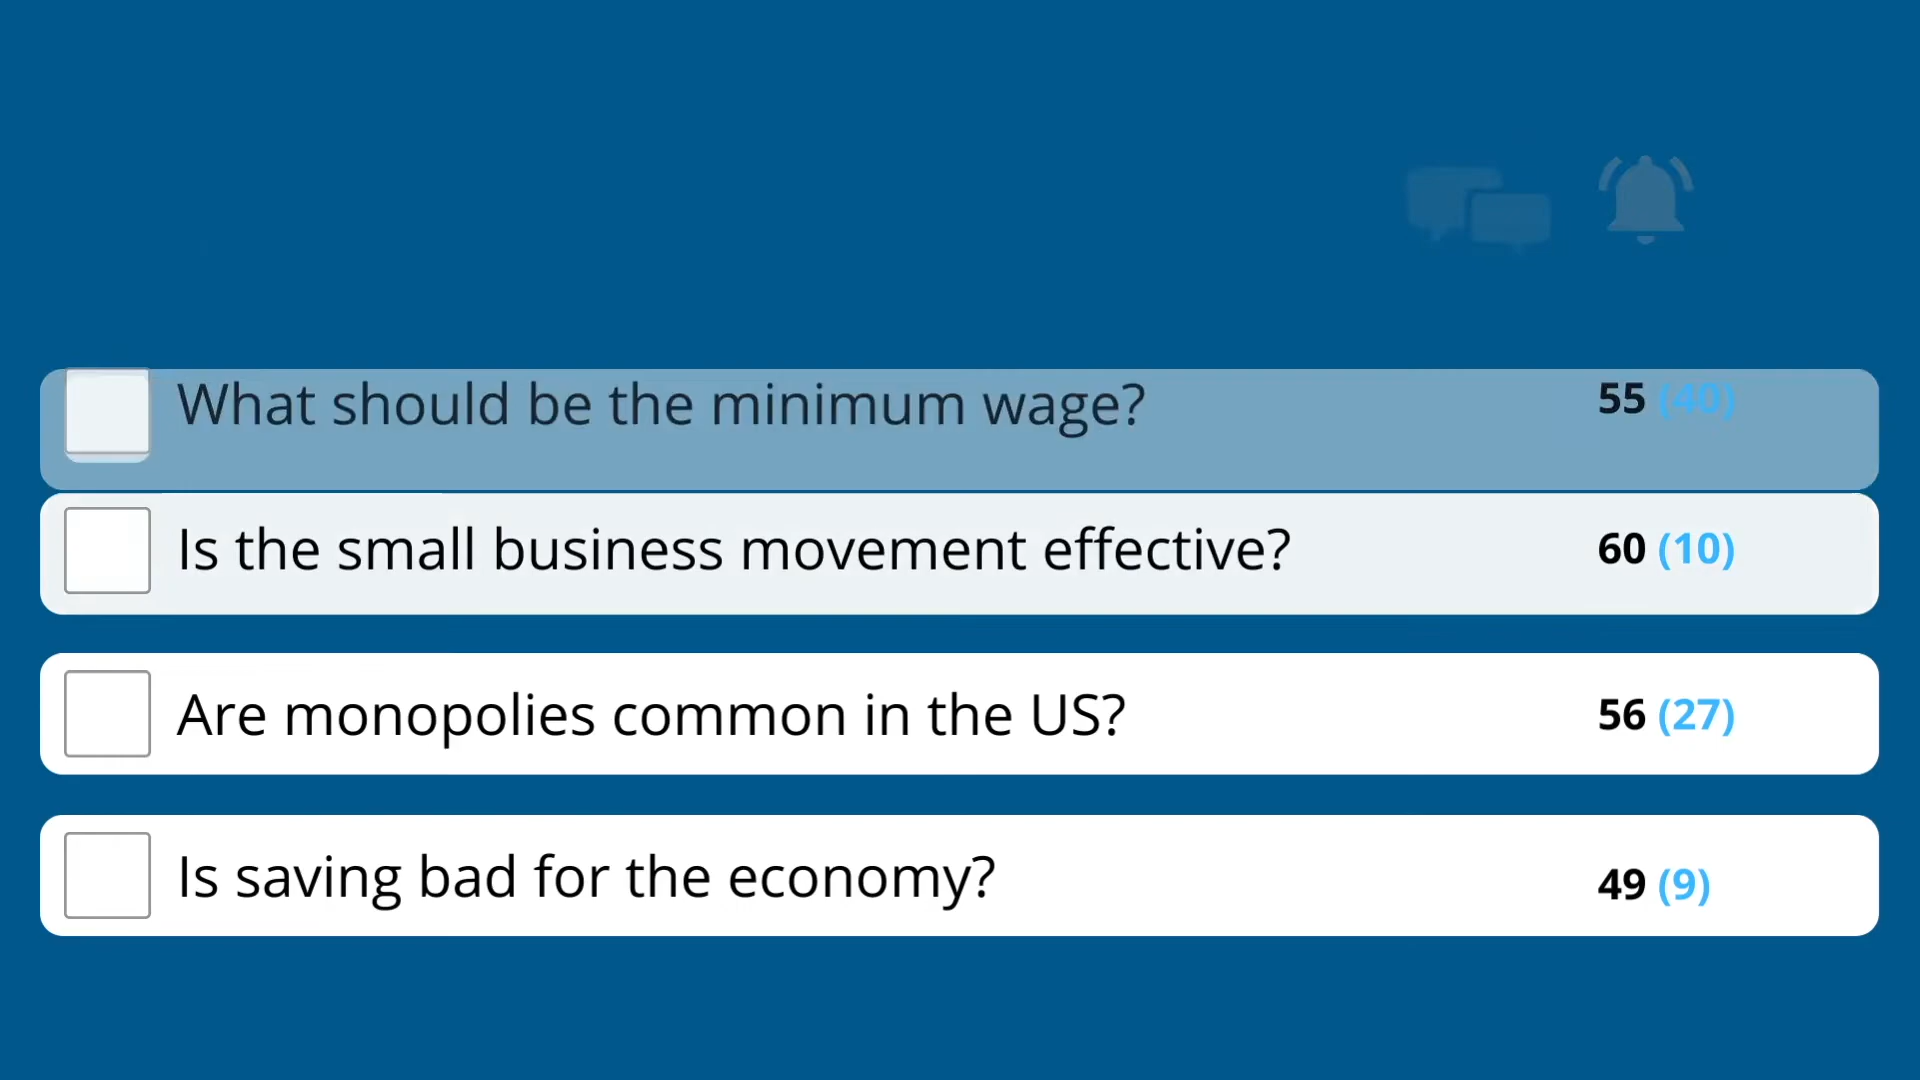 What should be the minimum wage? 55 (40)
Is the small business movement effective? 60 (10)
Are monopolies common in the US? 56 (27)
Is saving bad for the economy? 49 (9)